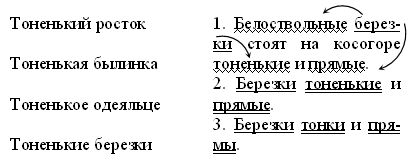 Тоненький росток
Тоненькая былинка
Тоненькое одеяльце
Тоненькие березки
1. Белоствольные берез-
ки стоят на косогоре
тоненькие и прямые.
2. Березки тоненькие и
прямые.
3. Березки тонки и пря-
мы.